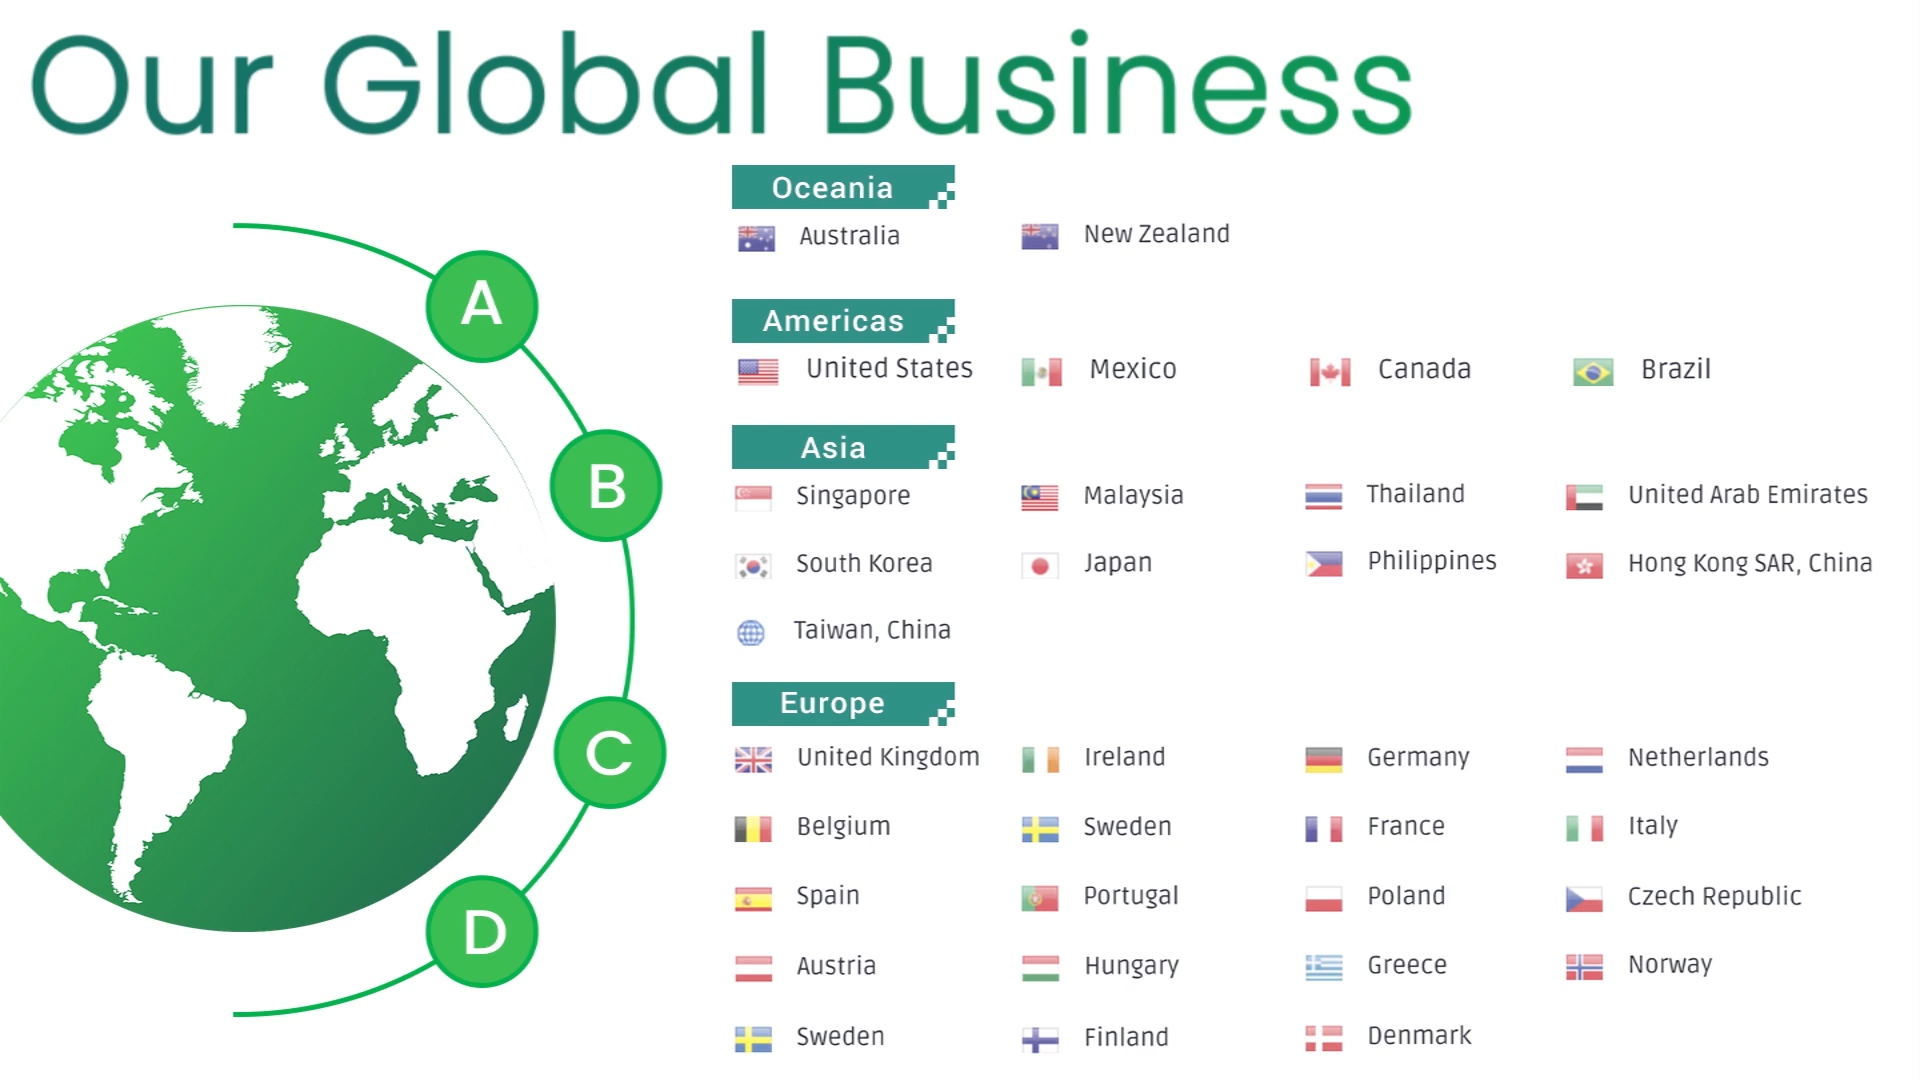 Our Global Business
A
B
C
D
Oceania
Australia New Zealand
Americas
United States Mexico Canada Brazil
Asia
Singapore Malaysia Thailand United Arab Emirates
South Korea Japan Philippines Hong Kong SAR, China
Taiwan, China
Europe
United Kingdom Ireland Germany Netherlands
Belgium Sweden France Italy
Spain Portugal Poland Czech Republic
Austria Hungary Greece Norway
Sweden Finland Denmark